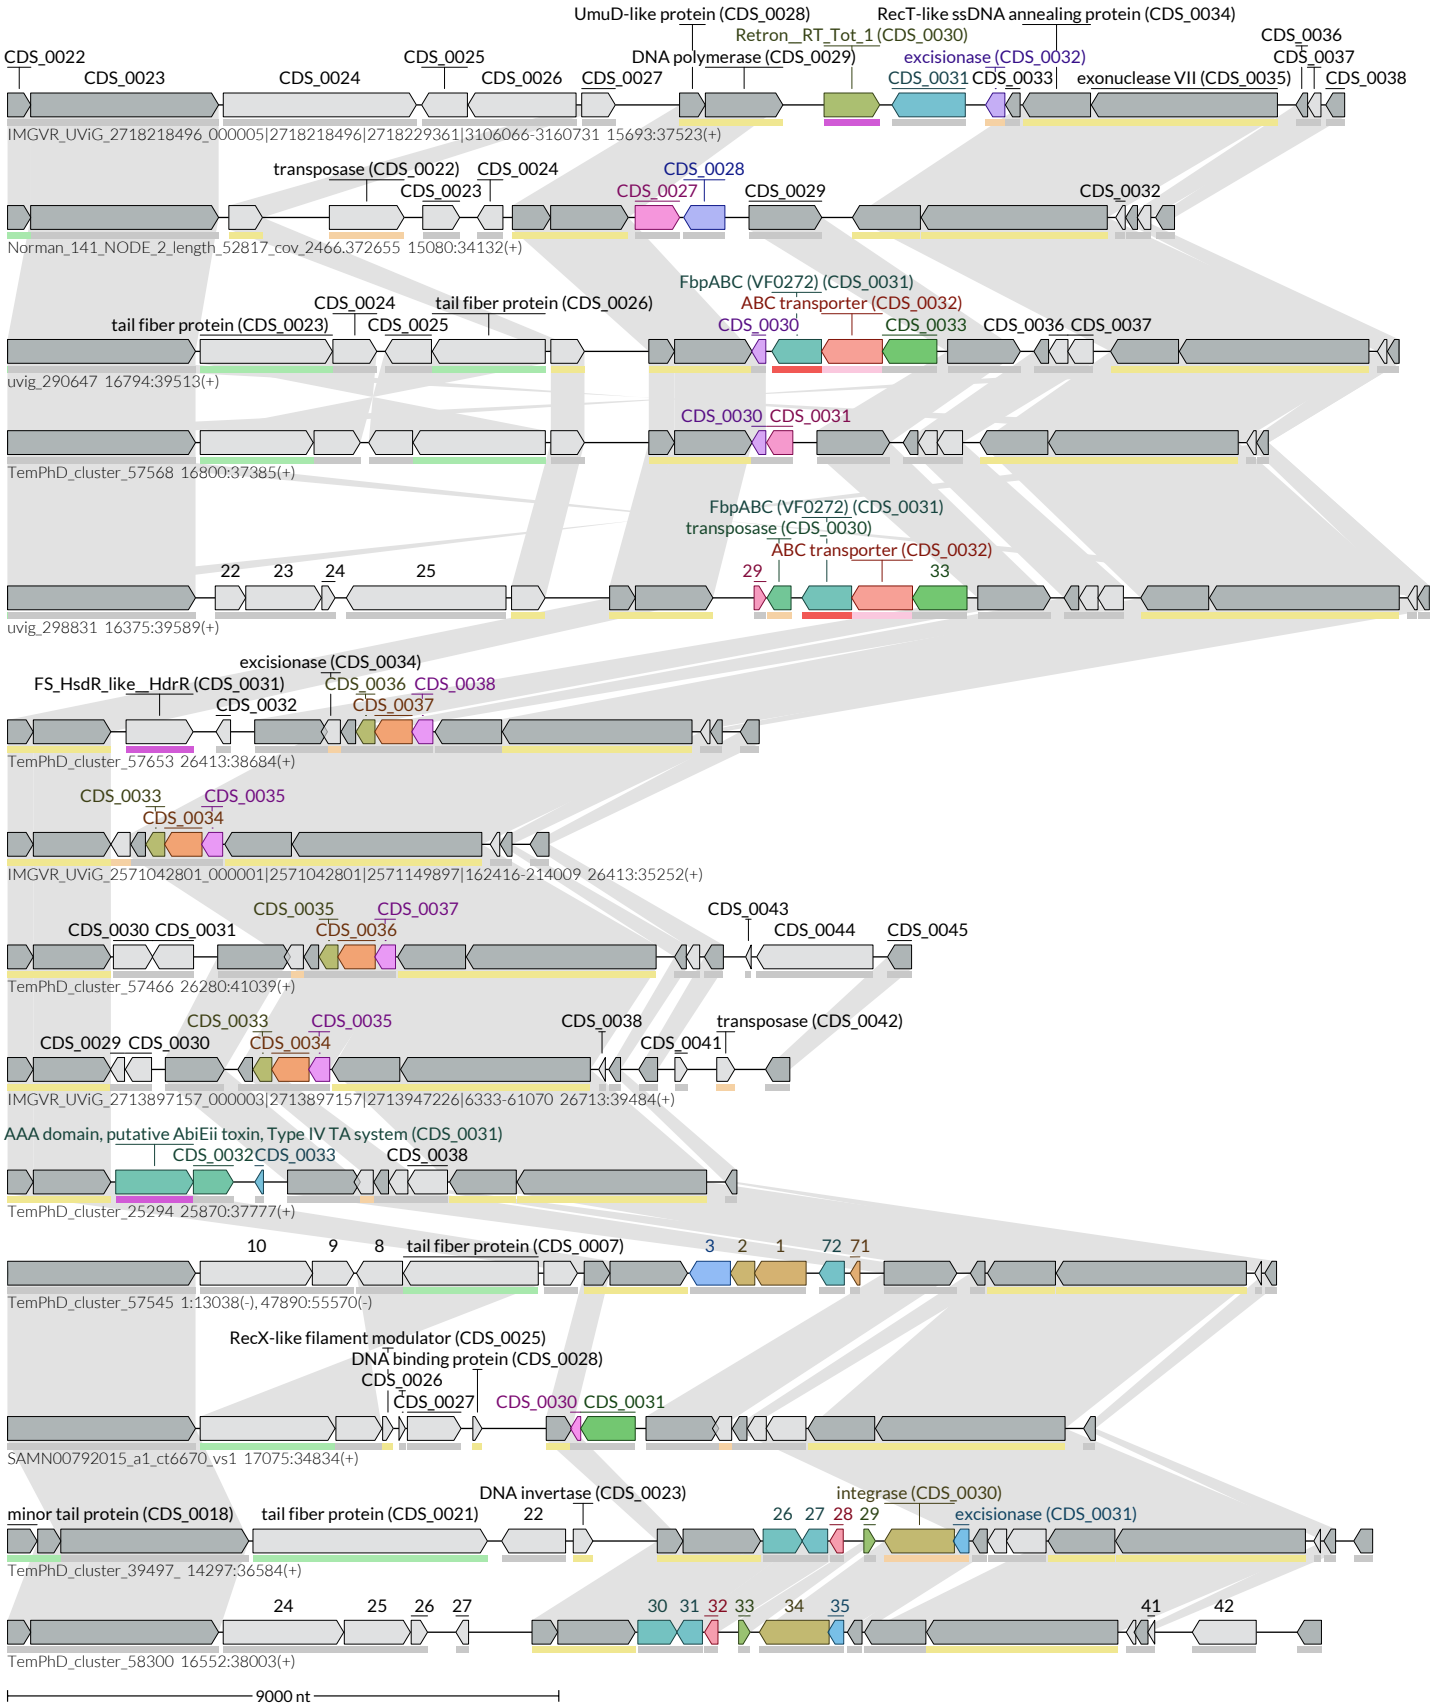 UmuD-like protein (CDS_0028) RecT-like ssDNA annealing protein (CDS_0034)
Retron__RT_Tot_1 (CDS_0030) CDS_0036
CDS_0022 CDS_0025 DNA polymerase (CDS_0029) excisionase (CDS_0032) CDS_0037
CDS_0023 CDS_0024 CDS_0026 CDS_0027 CDS_0031 CDS_0033 exonuclease VII (CDS_0035) CDS_0038
IMGVR_UViG_2718218496_000005|2718218496|2718229361|3106066-3160731 15693:37523(+)
transposase (CDS_0022) CDS_0024 CDS_0028
CDS_0023 CDS_0027 CDS_0029 CDS_0032
Norman_141_NODE_2_length_52817_cov_2466.372655 15080:34132(+)
FbpABC (VF0272) (CDS_0031)
CDS_0024 tail fiber protein (CDS_0026) ABC transporter (CDS_0032)
tail fiber protein (CDS_0023) CDS_0025 CDS_0030 CDS_0033 CDS_0036 CDS_0037
uvig_290647 16794:39513(+)
CDS_0030 CDS_0031
TemPhD_cluster_57568 16800:37385(+)
FbpABC (VF0272) (CDS_0031)
transposase (CDS_0030)
ABC transporter (CDS_0032)
22 23 24 25 29 33
uvig_298831 16375:39589(+)
excisionase (CDS_0034)
FS_HsdR_like__HdrR (CDS_0031) CDS_0036 CDS_0038
CDS_0032 CDS_0037
TemPhD_cluster_57653 26413:38684(+)
CDS_0033 CDS_0035
CDS_0034
IMGVR_UViG_2571042801_000001|2571042801|2571149897|162416-214009 26413:35252(+)
CDS_0035 CDS_0037 CDS_0043
CDS_0030 CDS_0031 CDS_0036 CDS_0044 CDS_0045
TemPhD_cluster_57466 26280:41039(+)
CDS_0033 CDS_0035 CDS_0038 transposase (CDS_0042)
CDS_0029 CDS_0030 CDS_0034 CDS_0041
IMGVR_UViG_2713897157_000003|2713897157|2713947226|6333-61070 26713:39484(+)
AAA domain, putative AbiEii toxin, Type IV TA system (CDS_0031)
CDS_0032 CDS_0033 CDS_0038
TemPhD_cluster_25294 25870:37777(+)
10 9 8 tail fiber protein (CDS_0007) 3 2 1 72 71
TemPhD_cluster_57545 1:13038(-), 47890:55570(-)
RecX-like filament modulator (CDS_0025)
DNA binding protein (CDS_0028)
CDS_0026
CDS_0027 CDS_0030 CDS_0031
SAMN00792015_a1_ct6670_vs1 17075:34834(+)
DNA invertase (CDS_0023) integrase (CDS_0030)
minor tail protein (CDS_0018) tail fiber protein (CDS_0021) 22 26 27 28 29 excisionase (CDS_0031)
TemPhD_cluster_39497_ 14297:36584(+)
24 25 26 27 30 31 32 33 34 35 41 42
TemPhD_cluster_58300 16552:38003(+)
9000 nt